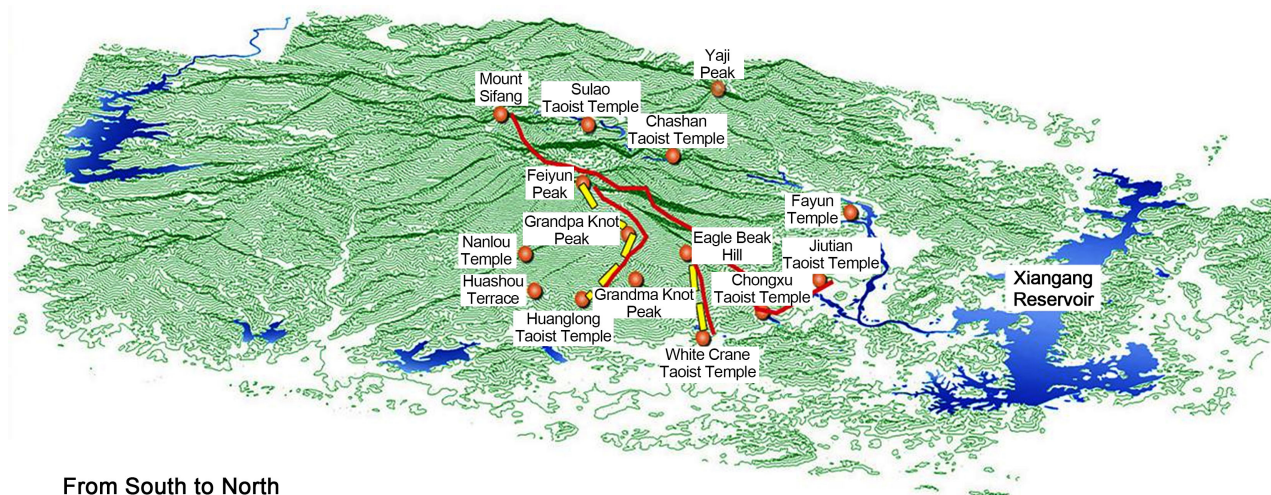 Yaji
Peak
Mount
Sifang
Sulao
Taoist Temple
Chashan
Taoist Temple
Feiyun
Peak
Fayun
Temple
Grandpa Knot
Peak
Eagle Beak
Hill
Nanlou
Temple
Jiutian
Taoist Temple
Huashou
Terrace
Grandma Knot
Peak
Chongxu
Taoist Temple
Xiangang
Reservoir
Huanglong
Taoist Temple
White Crane
Taoist Temple
From South to North